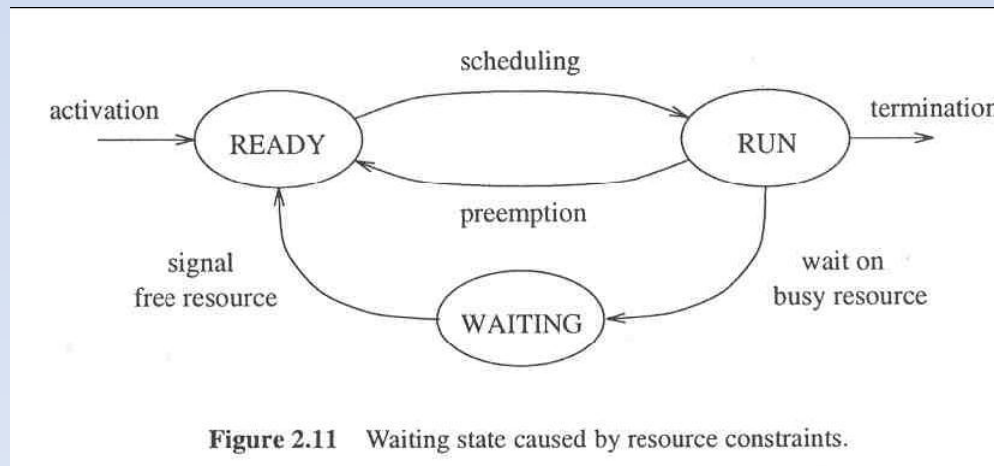 scheduling
activation
termination
READY
RUN
preemption
signal
free resource
wait on
busy resource
WAITING
Figure 2.11 Waiting state caused by resource constraints.